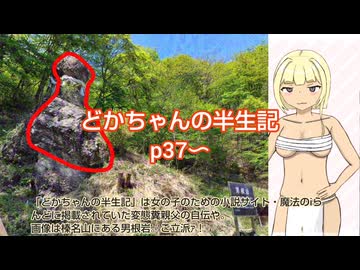 どかちゃんの半生記
p37～
「どかちゃんの半生記」は女の子のための小説サイト・魔法のiら
んどに掲載されていた変態糞親父の自伝や。
画像は榛名山にある男根岩。ご立派ｧ！